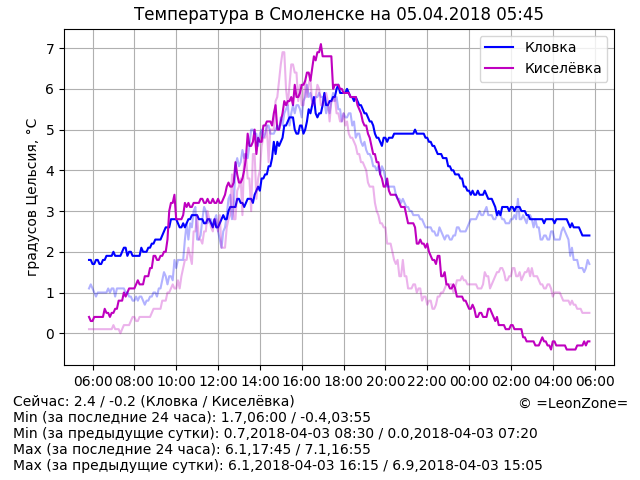 Температура в Смоленске на 05.04.2018 05:45
градусов Цельсия, °C
7
6
5
4
3
2
1
0
Кловка
Киселёвка
06:00 08:00 10:00 12:00 14:00 16:00 18:00 20:00 22:00 00:00 02:00 04:00 06:00
Сейчас: 2.4 / -0.2 (Кловка / Киселёвка)
© =LeonZone=
Min (за последние 24 часа): 1.7,06:00 / -0.4,03:55
Min (за предыдущие сутки): 0.7,2018-04-03 08:30 / 0.0,2018-04-03 07:20
Max (за последние 24 часа): 6.1,17:45 / 7.1,16:55
Max (за предыдущие сутки): 6.1,2018-04-03 16:15 / 6.9,2018-04-03 15:05